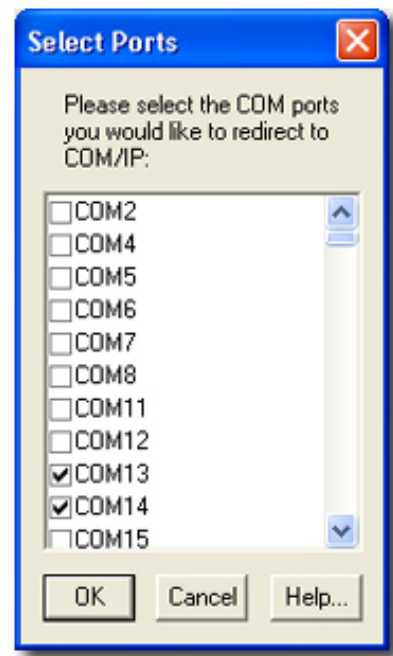 Select Ports
Please select the COM ports
you would like to redirect to
COM/IP:
COM2
COM4
COM5
COM6
COM7
COM8
COM11
COM12
COM13
COM14
COM15
OK Cancel Help...